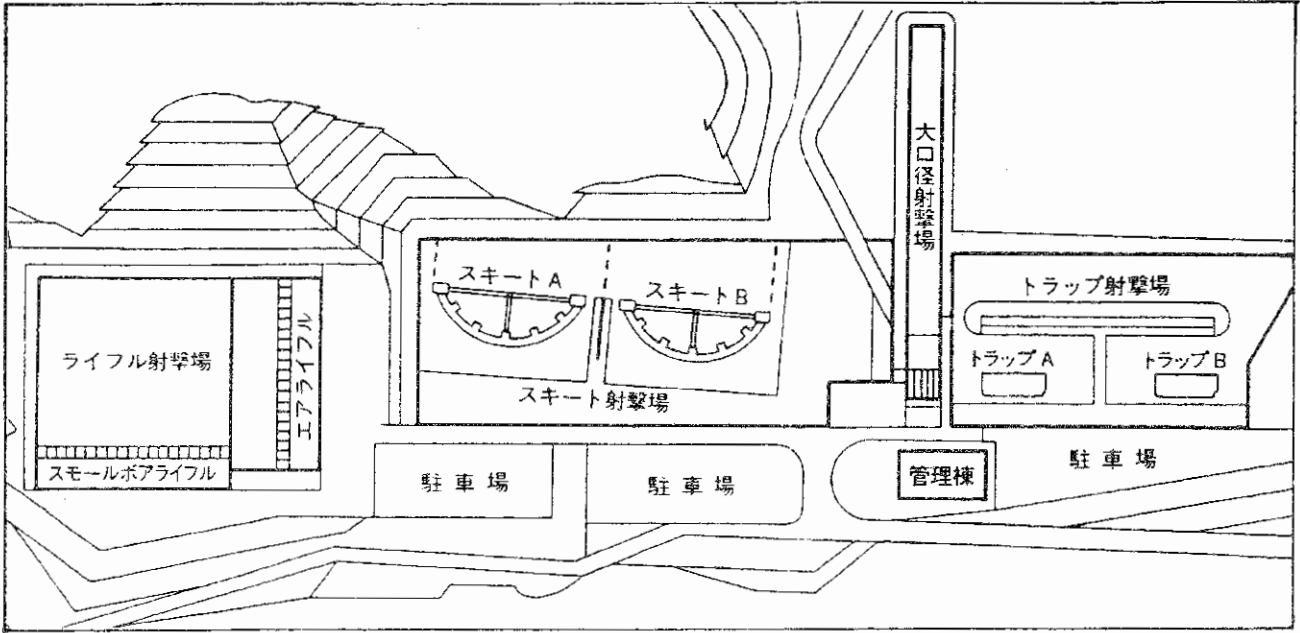 大口径射撃場
スキートA
スキートB
トラップ射撃場
ライフル射撃場
エアライフル
トラップA
トラップB
スキート射撃場
スモールボアライフル
駐車場
駐車場
管理棟
駐車場